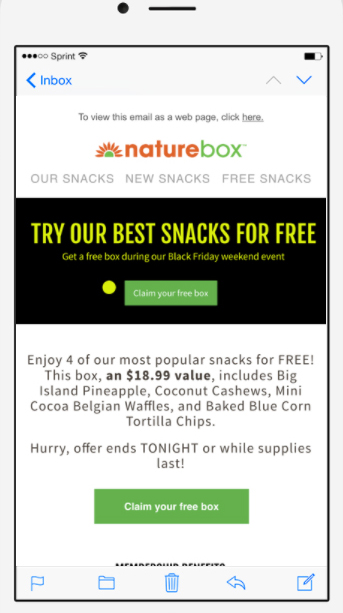 Sprint
Inbox
To view this email as a web page, click here.
naturebox
OUR SNACKS NEW SNACKS FREE SNACKS
TRY OUR BEST SNACKS FOR FREE
Get a free box during our Black Friday weekend event
Claim your free box
Enjoy 4 of our most popular snacks for FREE!
This box, an $18.99 value, includes Big
Island Pineapple, Coconut Cashews, Mini
Cocoa Belgian Waffles, and Baked Blue Corn
Tortilla Chips.
Hurry, offer ends TONIGHT or while supplies
last!
Claim your free box
MEMBERSHIP BENEFITS